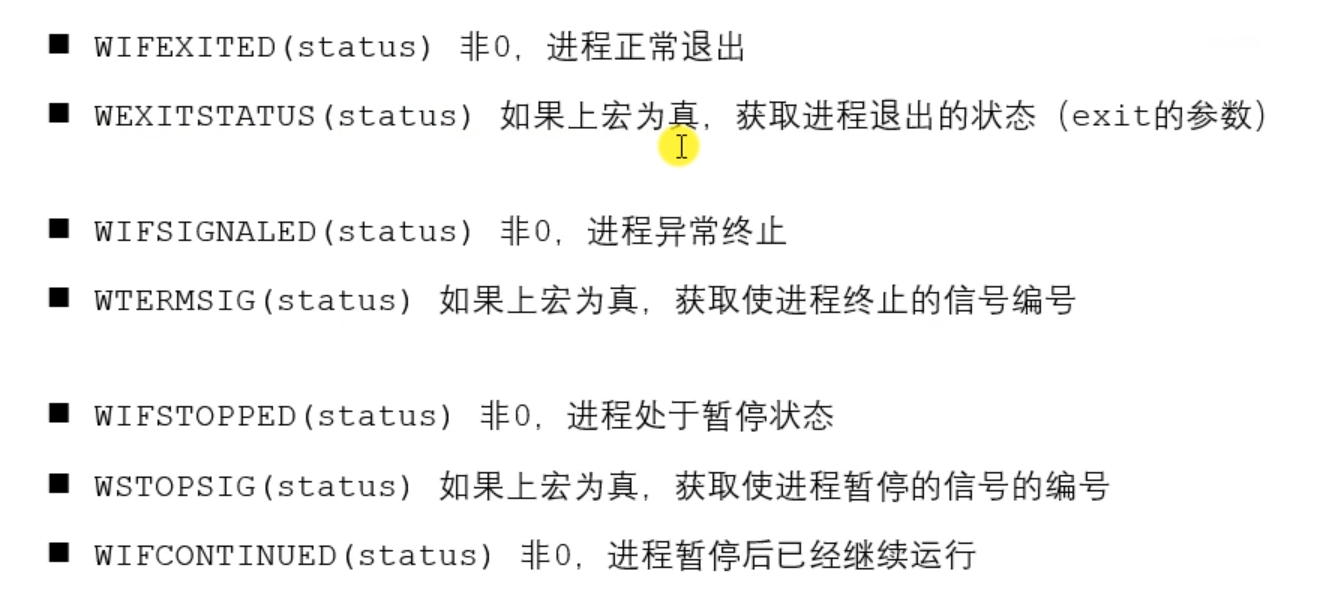 ■ WIFEXITED(status) 非0，进程正常退出
■ WEXITSTATUS(status) 如果上宏为真，获取进程退出的状态（exit的参数）
■ WIFSIGNALED(status) 非0，进程异常终止
■ WTERMSIG(status) 如果上宏为真，获取使进程终止的信号编号
■ WIFSTOPPED(status) 非0，进程处于暂停状态
■ WSTOPSIG(status) 如果上宏为真，获取使进程暂停的信号的编号
■ WIFCONTINUED(status) 非0，进程暂停后已经继续运行